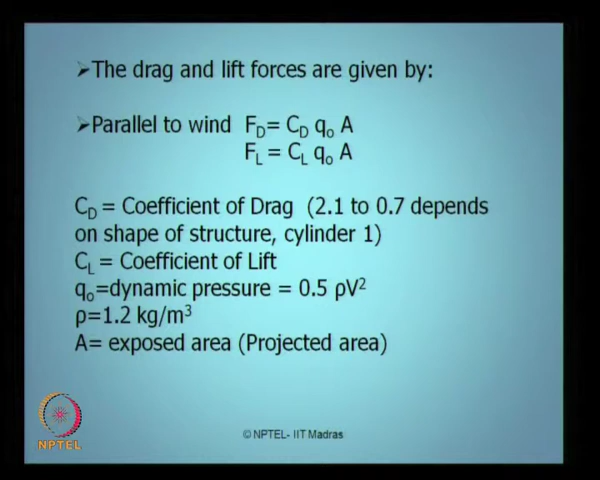 ➢The drag and lift forces are given by:
➢Parallel to wind F_D= C_D q_o A
F_L = C_L q_o A
C_D = Coefficient of Drag (2.1 to 0.7 depends
on shape of structure, cylinder 1)
C_L = Coefficient of Lift
q_o=dynamic pressure = 0.5 ρV²
ρ=1.2 kg/m³
A= exposed area (Projected area)
NPTEL
© NPTEL- IIT Madras